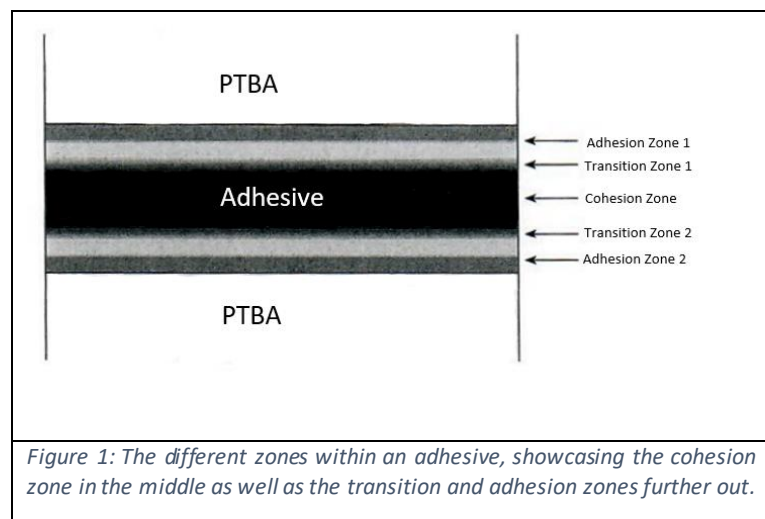 PTBA
Adhesion Zone 1
Transition Zone 1
Adhesive
Cohesion Zone
Transition Zone 2
Adhesion Zone 2
PTBA
Figure 1: The different zones within an adhesive, showcasing the cohesion
zone in the middle as well as the transition and adhesion zones further out.